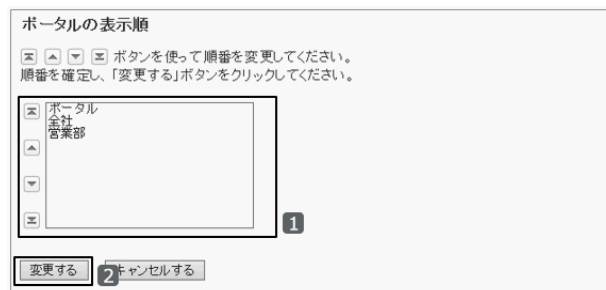 ポータルの表示順
ボタンを使って順番を変更してください。
順番を確定し、「変更する」ボタンをクリックしてください。
ポータル
全社
営業部
1
変更する 2 キャンセルする